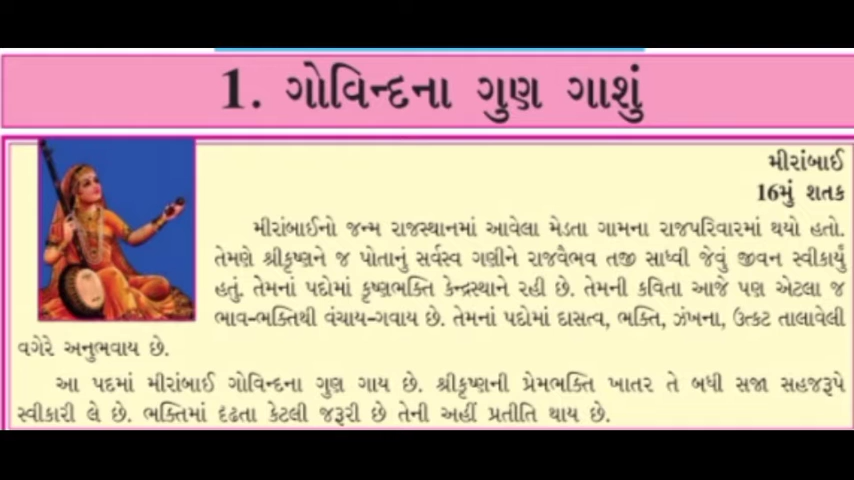 1. ગોવિન્દના ગુણ ગાશું
મીરાંબાઈ
16મું શતક
મીરાંબાઈનો જન્મ રાજસ્થાનમાં આવેલા મેડતા ગામના રાજપરિવારમાં થયો હતો.
તેમણે શ્રીકૃષ્ણને જ પોતાનું સર્વસ્વ ગણીને રાજવૈભવ તજી સાધ્વી જેવું જીવન સ્વીકાર્યું
હતું. તેમનાં પદોમાં કૃષ્ણભક્તિ કેન્દ્રસ્થાને રહી છે. તેમની કવિતા આજે પણ એટલા જ
ભાવ-ભક્તિથી વંચાય-ગવાય છે. તેમનાં પદોમાં દાસત્વ, ભક્તિ, ઝંખના, ઉત્કટ તાલાવેલી
વગેરે અનુભવાય છે.
આ પદમાં મીરાંબાઈ ગોવિન્દના ગુણ ગાય છે. શ્રીકૃષ્ણની પ્રેમભક્તિ ખાતર તે બધી સજા સહજરૂપે
સ્વીકારી લે છે. ભક્તિમાં દૃઢતા કેટલી જરૂરી છે તેની અહીં પ્રતીતિ થાય છે.